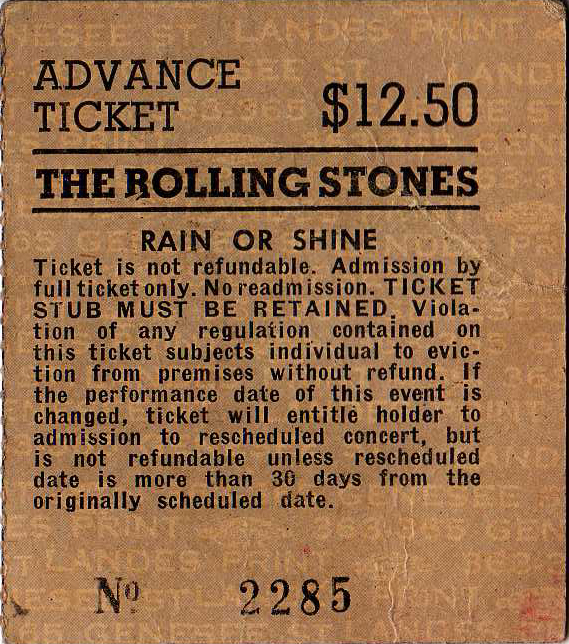 ADVANCE
TICKET
$12.50
THE ROLLING STONES
RAIN OR SHINE
Ticket is not refundable. Admission by
full ticket only. No readmission. TICKET
STUB MUST BE RETAINED. Viola-
tion of any regulation contained on
this ticket subjects individual to evic-
tion from premises without refund. If
the performance date of this event is
changed, ticket will entitle holder to
admission to rescheduled concert, but
is not refundable unless rescheduled
date is more than 30 days from the
originally scheduled date.
Nº 2285